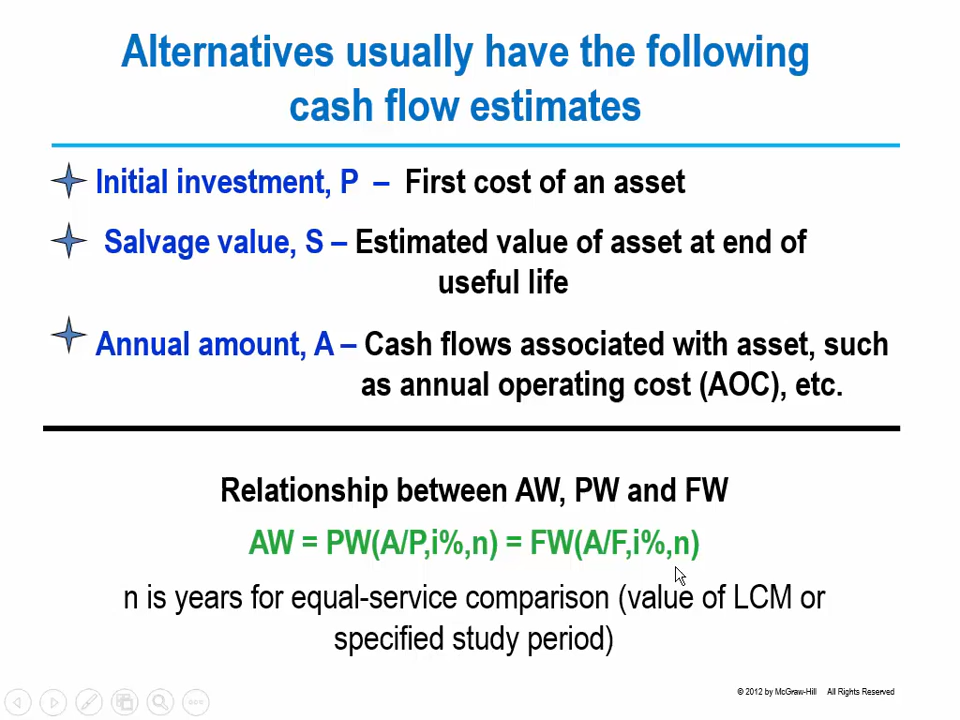 Alternatives usually have the following
cash flow estimates
Initial investment, P – First cost of an asset
Salvage value, S – Estimated value of asset at end of
useful life
Annual amount, A – Cash flows associated with asset, such
as annual operating cost (AOC), etc.
Relationship between AW, PW and FW
AW = PW(A/P,i%,n) = FW(A/F,i%,n)
n is years for equal-service comparison (value of LCM or
specified study period)
© 2012 by McGraw-Hill All Rights Reserved